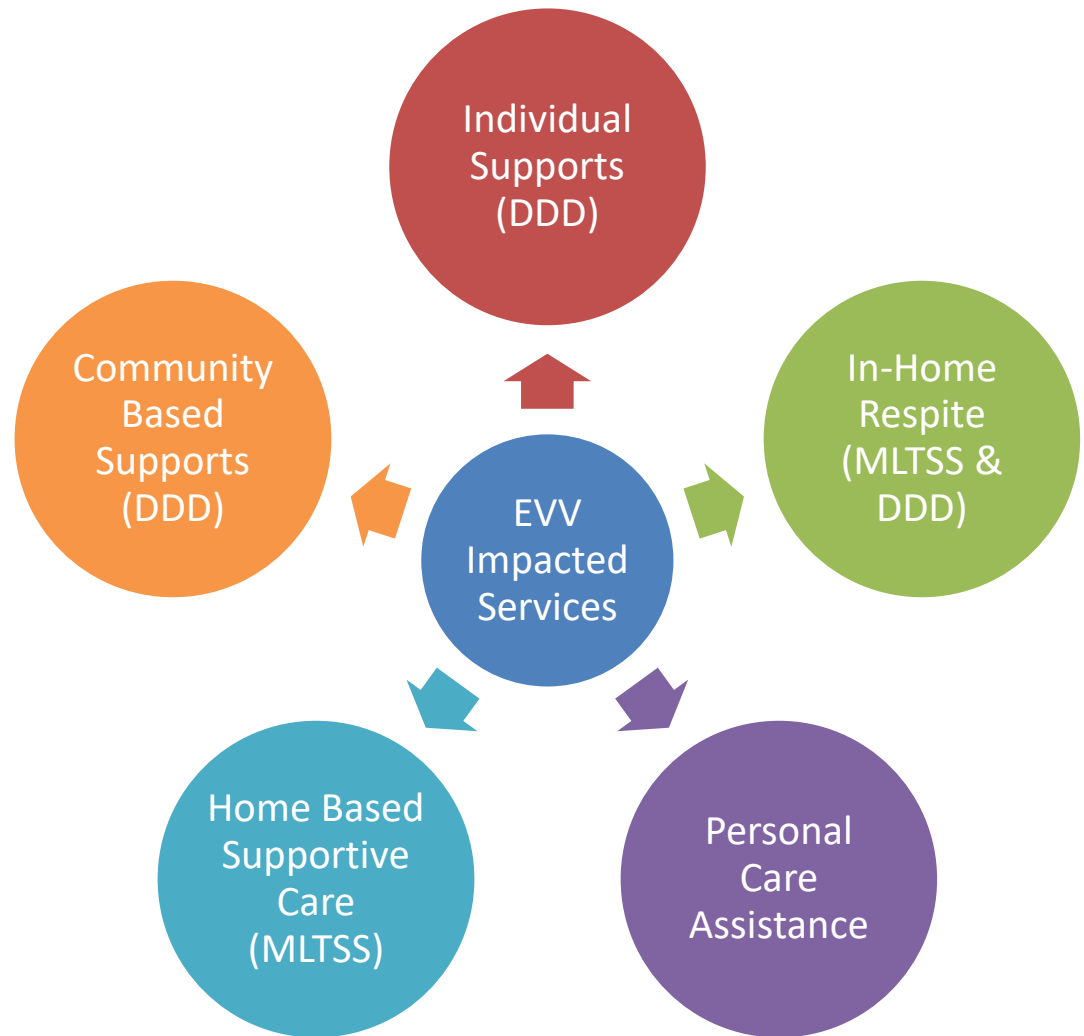 Individual
Supports
(DDD)
Community
Based
Supports
(DDD)
In-Home
Respite
(MLTSS &
DDD)
EVV
Impacted
Services
Home Based
Supportive
Care
(MLTSS)
Personal
Care
Assistance